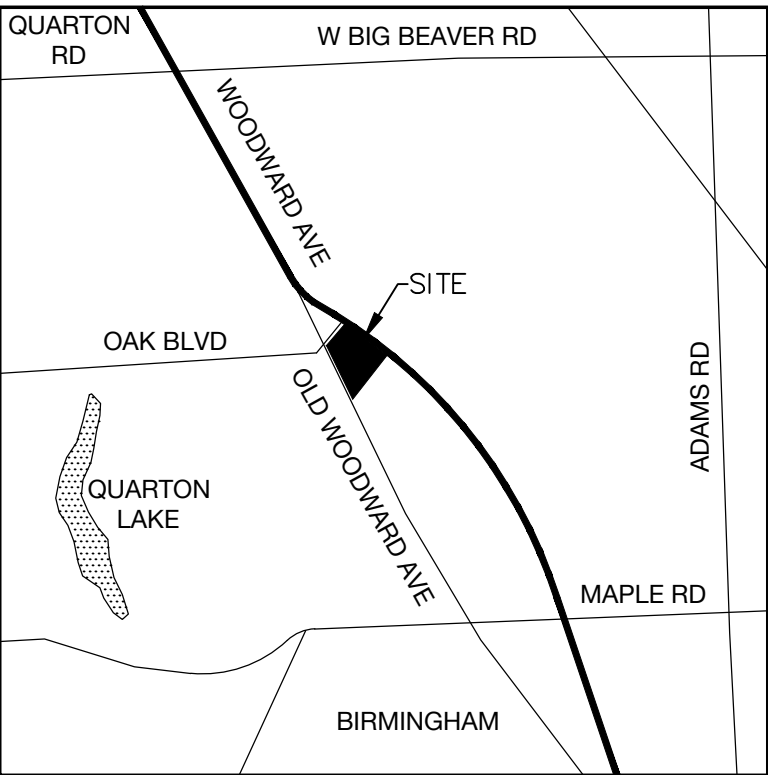 QUARTON
RD
W BIG BEAVER RD
WOODWARD AVE
SITE
OAK BLVD
ADAMS RD
OLD WOODWARD AVE
QUARTON
LAKE
MAPLE RD
BIRMINGHAM